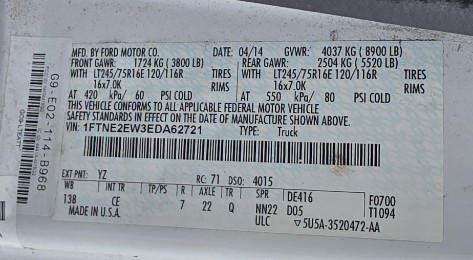 MFD. BY FORD MOTOR CO. 04/14 GVWR: 4037 KG (8900 LB)
FRONT GAWR: 1724 KG (3800 LB) REAR GAWR: 2504 KG (5520 LB)
WITH LT245/75R16E 120/116R WITH LT245/75R16E 120/116R
16x7.0K 16x7.0K
AT 420 kPa/ 60 PSI COLD AT 550 kPa/ 80 PSI COLD
THIS VEHICLE CONFORMS TO ALL APPLICABLE FEDERAL MOTOR VEHICLE
SAFETY STANDARDS IN EFFECT ON THE DATE OF MANUFACTURE SHOWN ABOVE.
VIN: 1FTNE2EW3EDA62721 TYPE: Truck
EXT PNT: YZ RC: 71 DSO: 4015
WB INT TR TP/PS R AXLE TR SPR DE416 F0700
138 CE 7 22 Q NN22 D05 T1094
MADE IN U.S.A. ULC ▽5U5A-3520472-AA
G9-E02-114-B968